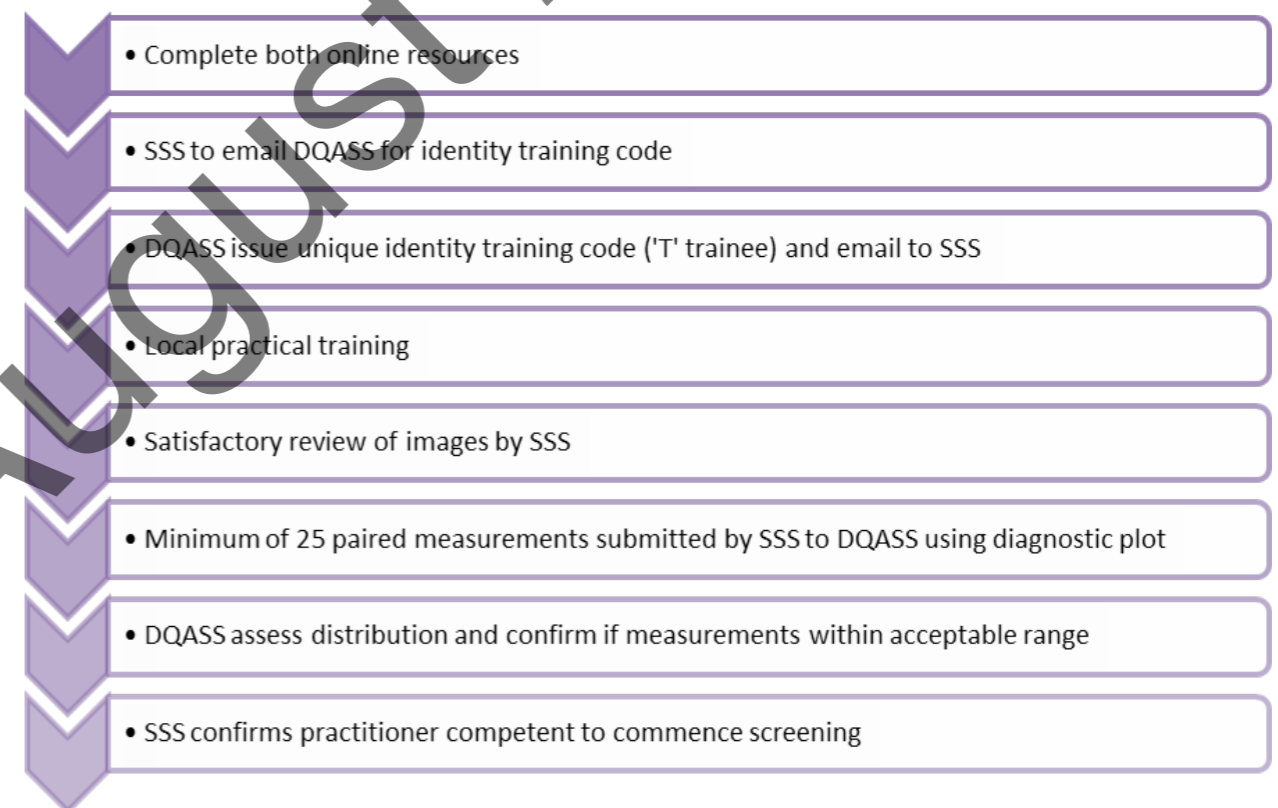 • Complete both online resources
• SSS to email DQASS for identity training code
• DQASS issue unique identity training code ('T' trainee) and email to SSS
• Local practical training
• Satisfactory review of images by SSS
• Minimum of 25 paired measurements submitted by SSS to DQASS using diagnostic plot
• DQASS assess distribution and confirm if measurements within acceptable range
• SSS confirms practitioner competent to commence screening
August